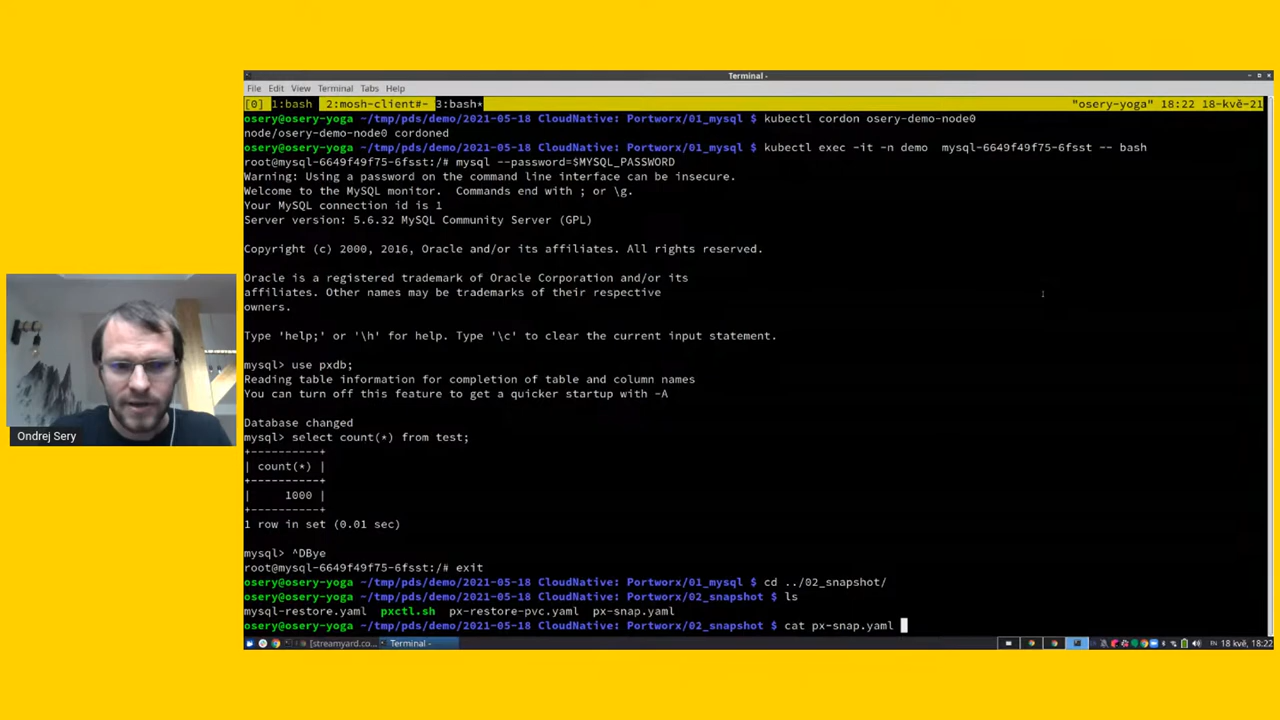 Terminal -
File Edit View Terminal Tabs Help
[0] 1:bash 2:mosh-client#- 3:bash* "osery-yoga" 18:22 18-kvě-21
osery@osery-yoga ~/tmp/pds/demo/2021-05-18 CloudNative: Portworx/01_mysql $ kubectl cordon osery-demo-node0
node/osery-demo-node0 cordoned
osery@osery-yoga ~/tmp/pds/demo/2021-05-18 CloudNative: Portworx/01_mysql $ kubectl exec -it -n demo  mysql-6649f49f75-6fsst -- bash
root@mysql-6649f49f75-6fsst:/# mysql --password=$MYSQL_PASSWORD
Warning: Using a password on the command line interface can be insecure.
Welcome to the MySQL monitor.  Commands end with ; or \g.
Your MySQL connection id is 1
Server version: 5.6.32 MySQL Community Server (GPL)
Copyright (c) 2000, 2016, Oracle and/or its affiliates. All rights reserved.
Oracle is a registered trademark of Oracle Corporation and/or its
affiliates. Other names may be trademarks of their respective
owners.
Type 'help;' or '\h' for help. Type '\c' to clear the current input statement.
mysql> use pxdb;
Reading table information for completion of table and column names
You can turn off this feature to get a quicker startup with -A
Database changed
mysql> select count(*) from test;
+----------+
| count(*) |
+----------+
|     1000 |
+----------+
1 row in set (0.01 sec)
mysql> ^DBye
root@mysql-6649f49f75-6fsst:/# exit
osery@osery-yoga ~/tmp/pds/demo/2021-05-18 CloudNative: Portworx/01_mysql $ cd ../02_snapshot/
osery@osery-yoga ~/tmp/pds/demo/2021-05-18 CloudNative: Portworx/02_snapshot $ ls
mysql-restore.yaml  pxctl.sh  px-restore-pvc.yaml  px-snap.yaml
osery@osery-yoga ~/tmp/pds/demo/2021-05-18 CloudNative: Portworx/02_snapshot $ cat px-snap.yaml
[streamyard.co... Terminal - EN 18 kvě, 18:22
Ondrej Sery